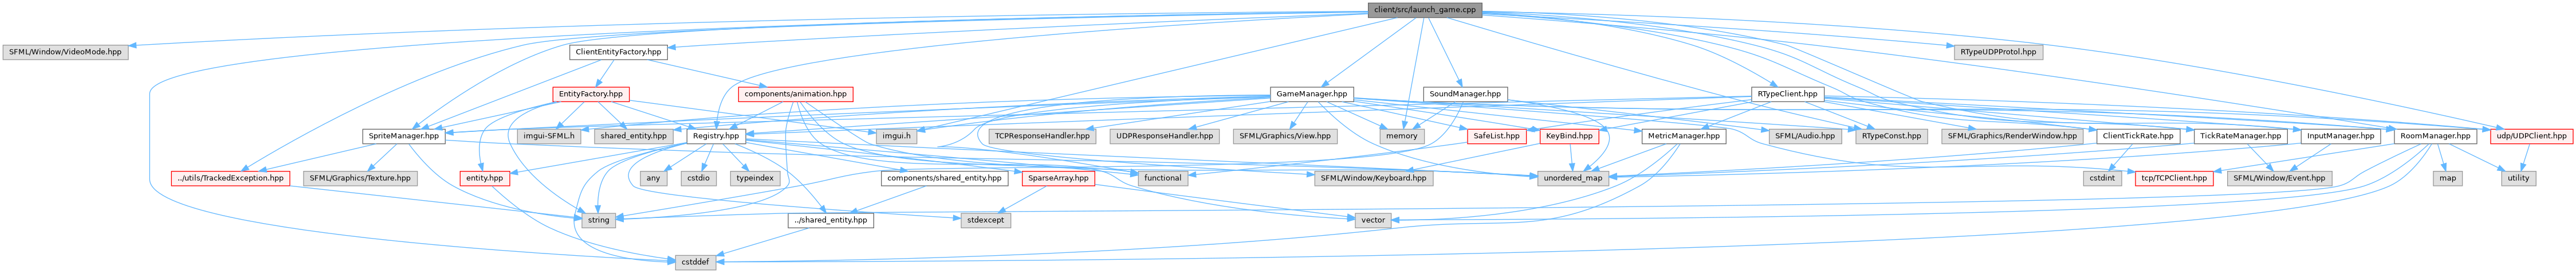 client/src/launch_game.cpp
SFML/Window/VideoMode.hpp
ClientEntityFactory.hpp
RTypeUDPProtol.hpp
EntityFactory.hpp
components/animation.hpp
GameManager.hpp
SoundManager.hpp
RTypeClient.hpp
SpriteManager.hpp
imgui-SFML.h
shared_entity.hpp
Registry.hpp
imgui.h
TCPResponseHandler.hpp
UDPResponseHandler.hpp
SFML/Graphics/View.hpp
memory
SafeList.hpp
KeyBind.hpp
MetricManager.hpp
SFML/Audio.hpp
RTypeConst.hpp
SFML/Graphics/RenderWindow.hpp
ClientTickRate.hpp
TickRateManager.hpp
InputManager.hpp
RoomManager.hpp
udp/UDPClient.hpp
../utils/TrackedException.hpp
SFML/Graphics/Texture.hpp
entity.hpp
any
cstdio
typeindex
components/shared_entity.hpp
SparseArray.hpp
functional
SFML/Window/Keyboard.hpp
unordered_map
cstdint
tcp/TCPClient.hpp
SFML/Window/Event.hpp
map
utility
string
../shared_entity.hpp
stdexcept
vector
cstddef